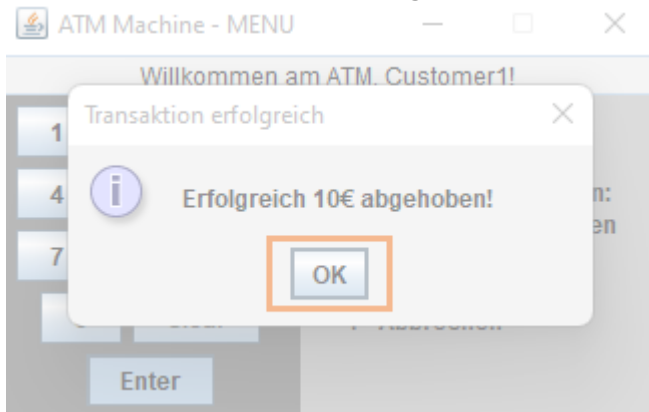 ATM Machine - MENU
Willkommen am ATM, Customer1!
Transaktion erfolgreich
1
4
Erfolgreich 10€ abgehoben!
n:
en
7
OK
Enter